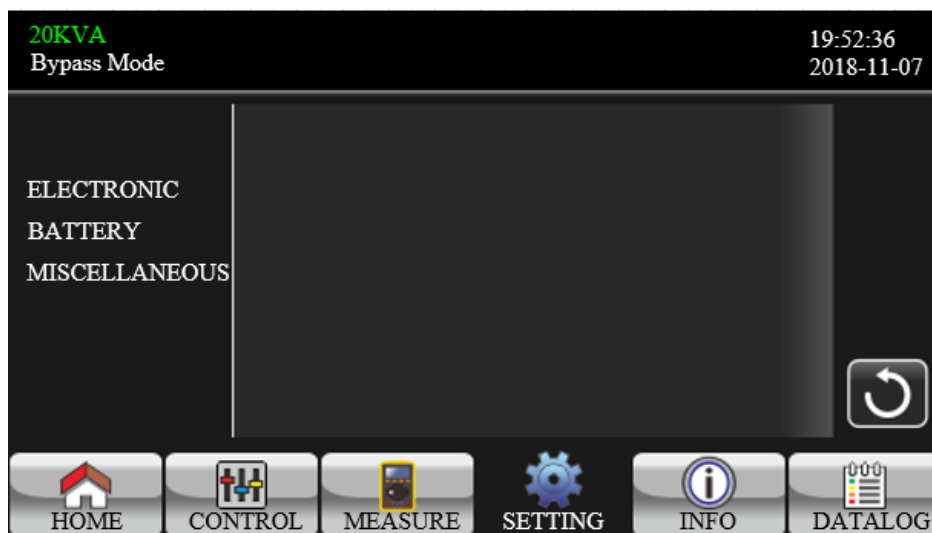 20KVA
Bypass Mode
19:52:36
2018-11-07
ELECTRONIC
BATTERY
MISCELLANEOUS
HOME
CONTROL
MEASURE
SETTING
INFO
DATALOG